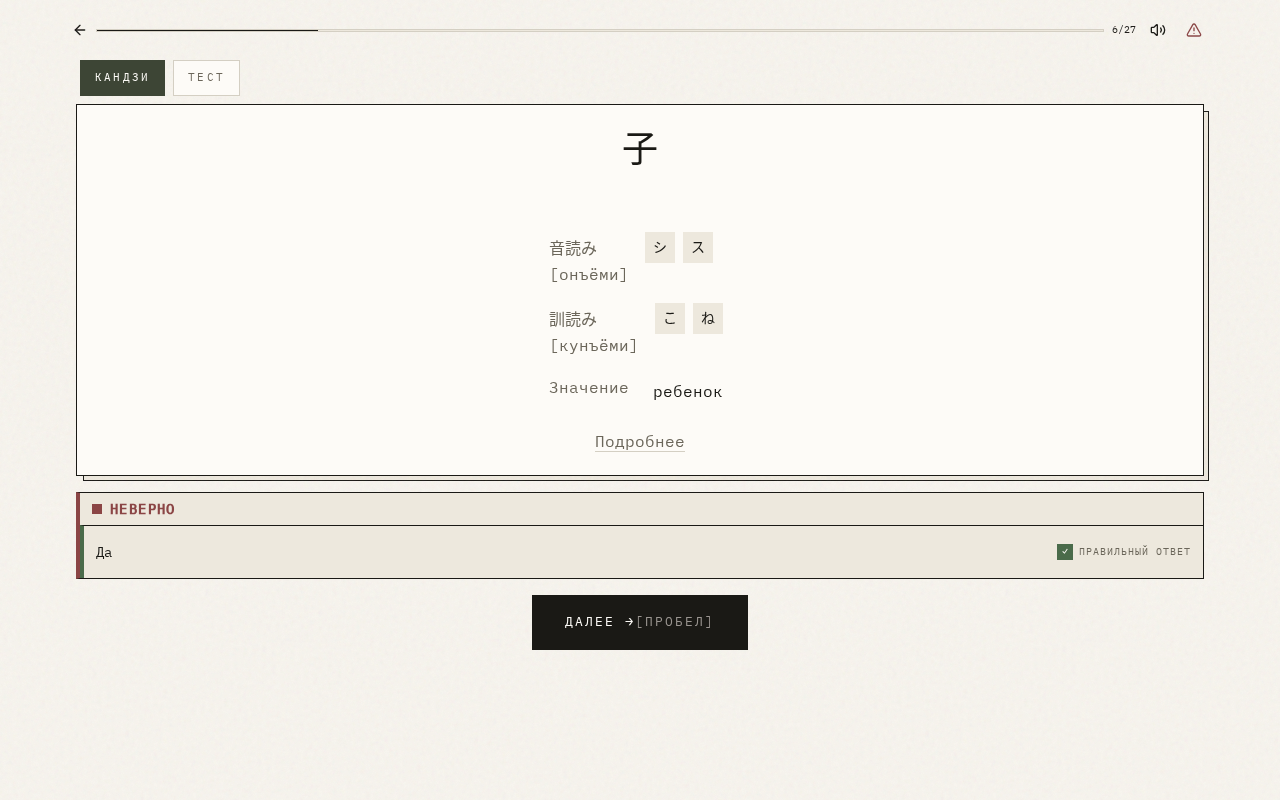 6/27
КАНДЗИ
ТЕСТ
子
音読み シ ス
[онъёми]
訓読み こ ね
[кунъёми]
Значение ребенок
Подробнее
НЕВЕРНО
Да ПРАВИЛЬНЫЙ ОТВЕТ
ДАЛЕЕ →[ПРОБЕЛ]